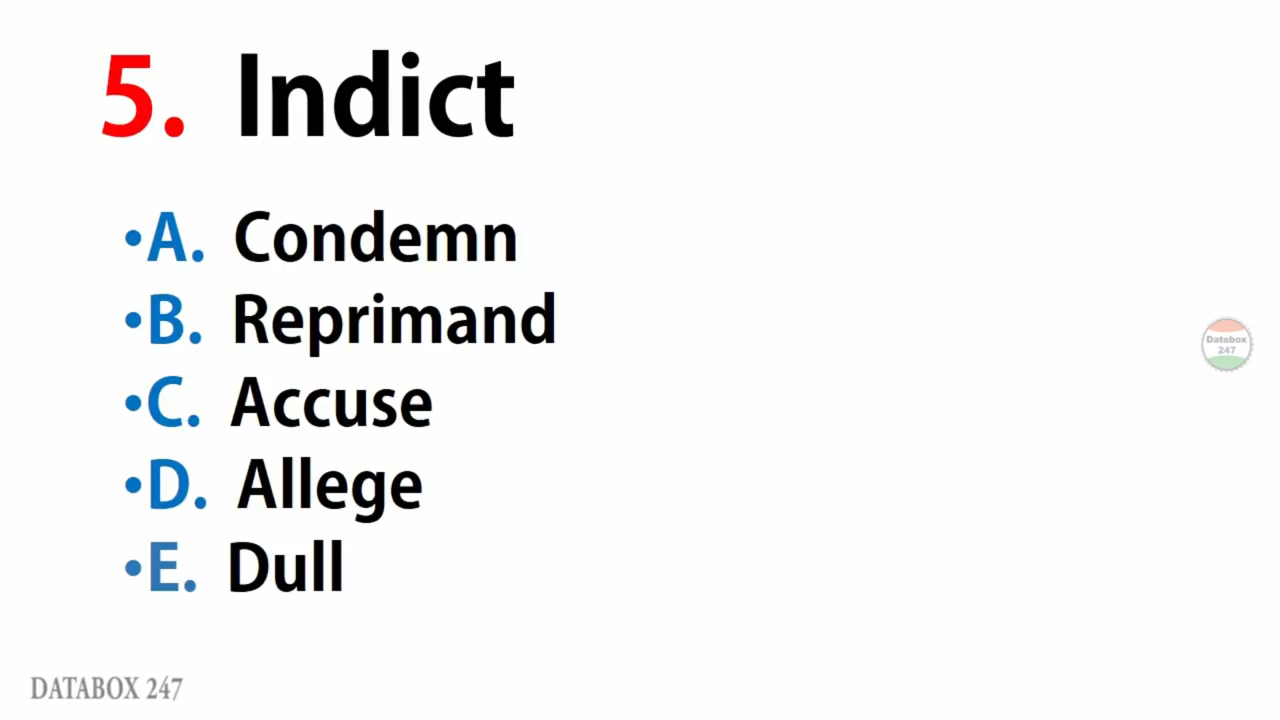 5. Indict
•A. Condemn
•B. Reprimand
•C. Accuse
•D. Allege
•E. Dull
Databox
247
DATABOX 247